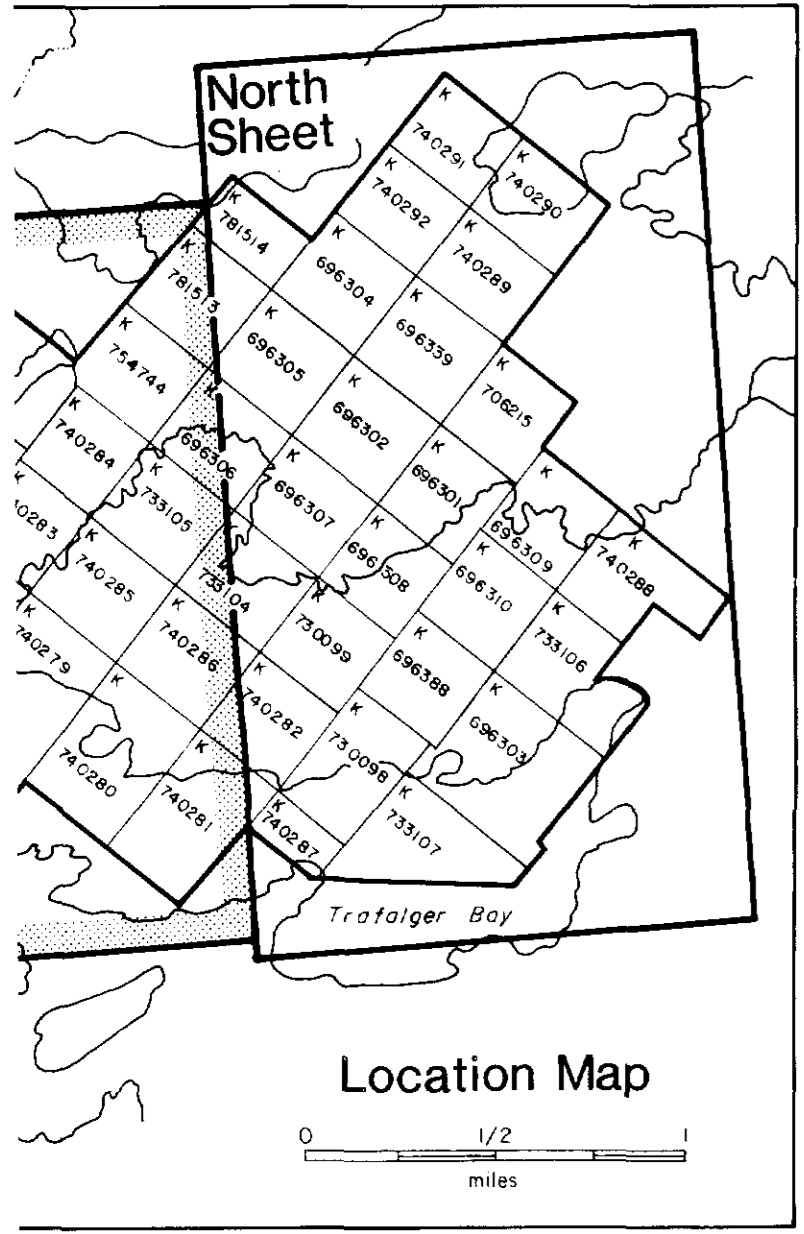 North
Sheet
K
740291
K
740290
K
740292
K
781514
K
740289
K
696304
K
781513
K
696339
K
754744
K
696305
K
706215
K
696302
K
740284
K
696306
K
696301
K
733105
K
696307
K
696309
K
740288
K
740285
K
696308
K
696310
733104
K
733106
K
740279
K
740286
K
730099
K
696388
K
740282
K
696303
K
740280
K
730098
K
740281
K
740287
K
733107
Trafalger Bay
Location Map
0 1/2 1
miles